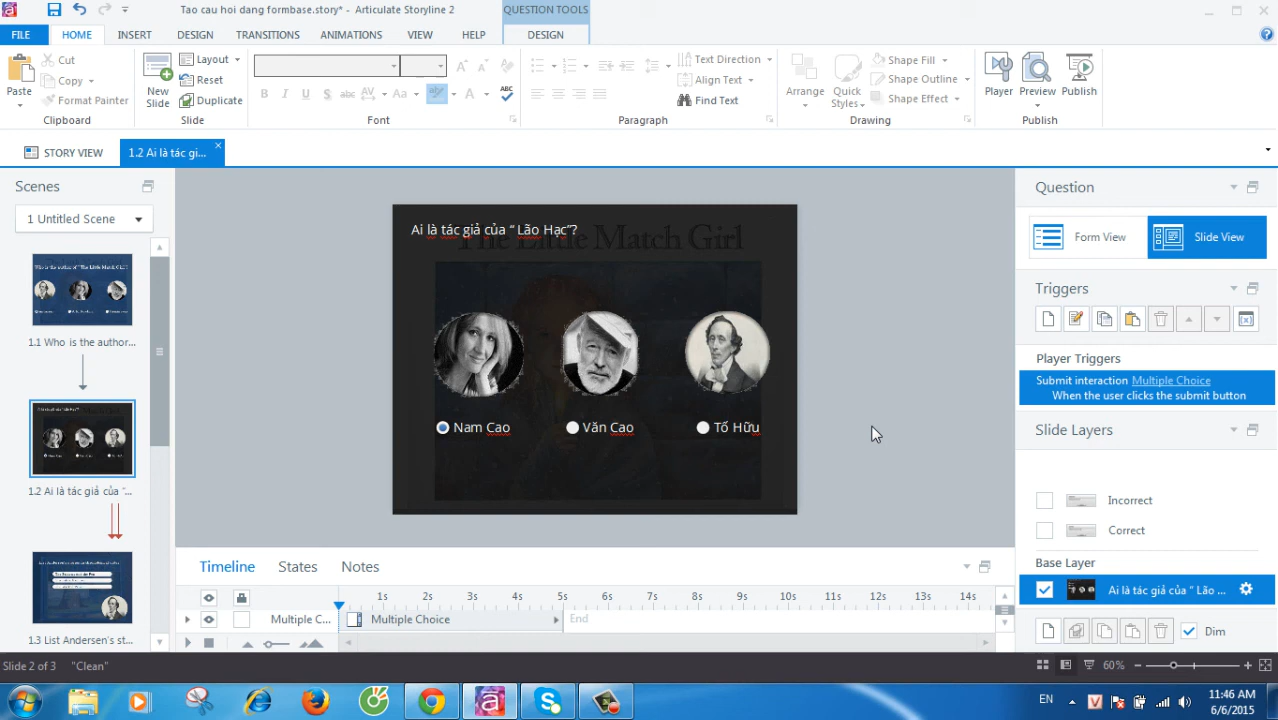 Tao cau hoi dang formbase.story* - Articulate Storyline 2
QUESTION TOOLS
FILE
HOME
INSERT
DESIGN
TRANSITIONS
ANIMATIONS
VIEW
HELP
DESIGN
Paste
Cut
Copy
Format Painter
Clipboard
New Slide
Layout
Reset
Duplicate
Slide
B I U S abc AV Aa A
ABC
Font
Text Direction
Align Text
Find Text
Paragraph
Arrange
Quick Styles
Shape Fill
Shape Outline
Shape Effect
Drawing
Player
Preview
Publish
Publish
STORY VIEW
1.2 Ai là tác gi...
Scenes
1 Untitled Scene
1.1 Who is the author...
1.2 Ai là tác giả của “...
1.3 List Andersen's st...
Ai là tác giả của “ Lão Hạc”?
The Little Match Girl
Nam Cao
Văn Cao
Tố Hữu
Question
Form View
Slide View
Triggers
Player Triggers
Submit interaction Multiple Choice
When the user clicks the submit button
Slide Layers
Incorrect
Correct
Base Layer
Ai là tác giả của “ Lão ...
Dim
Timeline
States
Notes
2s 3s 4s 5s 6s 7s 8s 9s 10s 11s 12s 13s 14s
Multiple C...
Multiple Choice
End
Slide 2 of 3
"Clean"
60%
EN
11:46 AM
6/6/2015